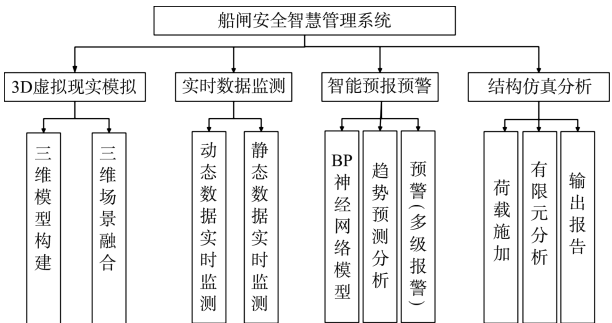 船闸安全智慧管理系统
3D虚拟现实模拟
实时数据监测
智能预报预警
结构仿真分析
三维模型构建
三维场景融合
动态数据实时监测
静态数据实时监测
BP神经网络模型
趋势预测分析
预警(多级报警)
荷载施加
有限元分析
输出报告